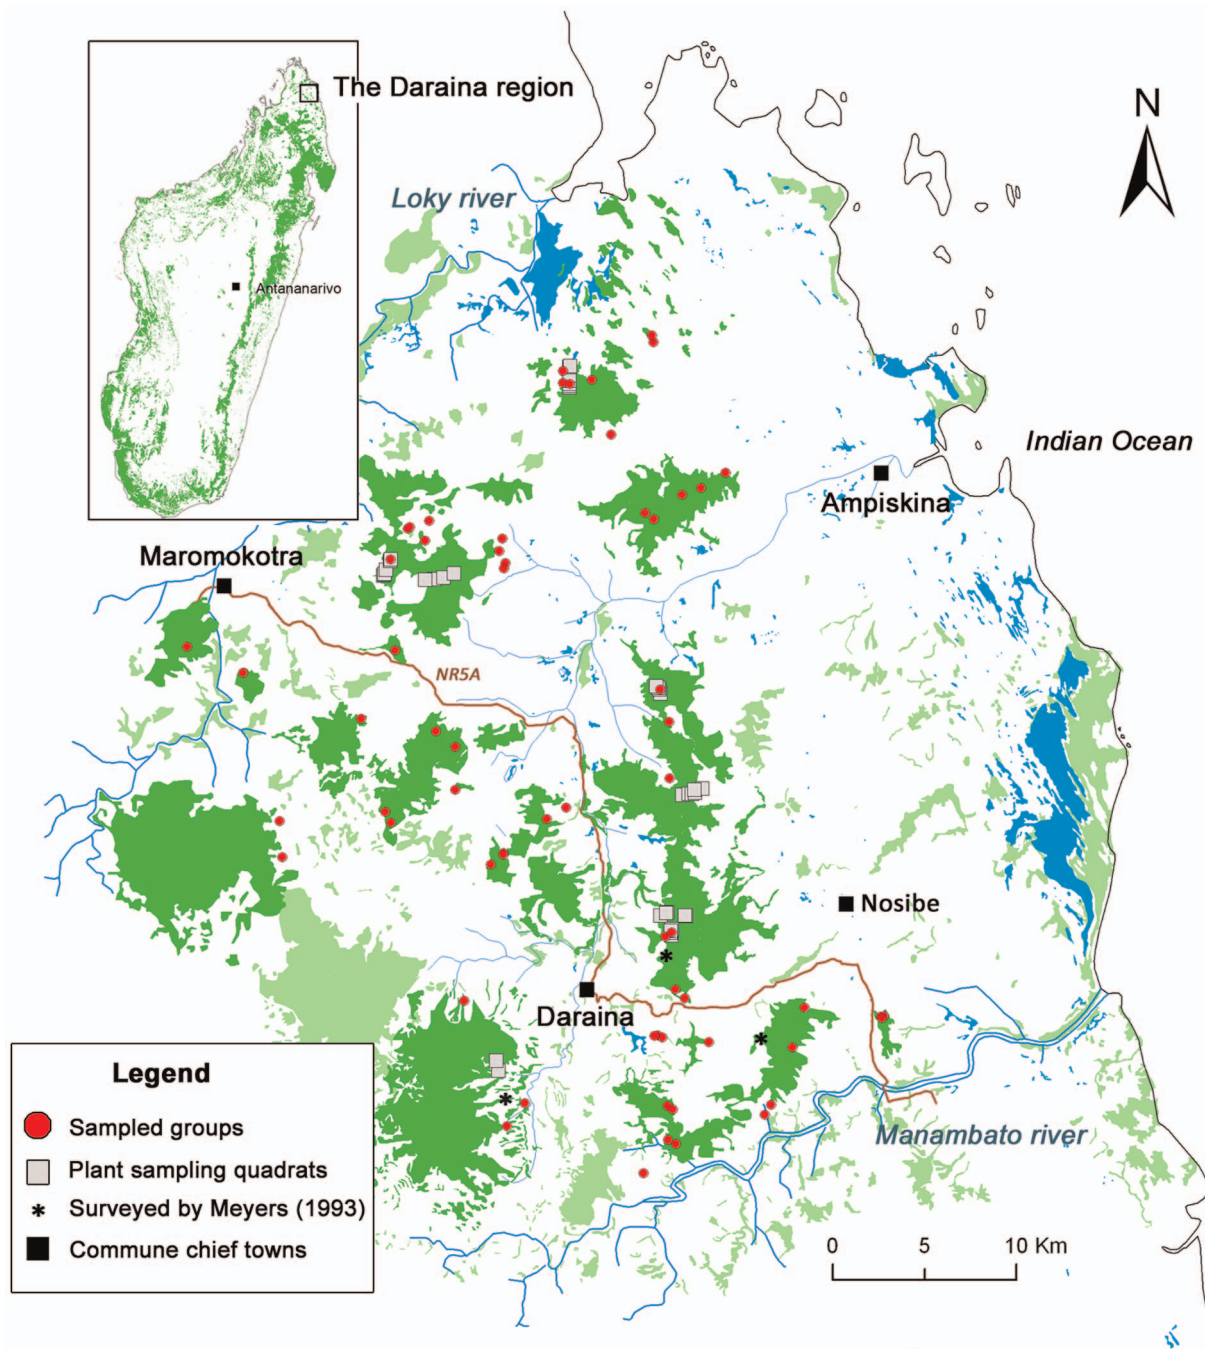 The Daraina region
N
Loky river
Antananarivo
Indian Ocean
Ampiskina
Maromokotra
NR5A
Nosibe
Daraina
Legend
Sampled groups
Plant sampling quadrats
* Surveyed by Meyers (1993)
Commune chief towns
Manambato river
0 5 10 Km